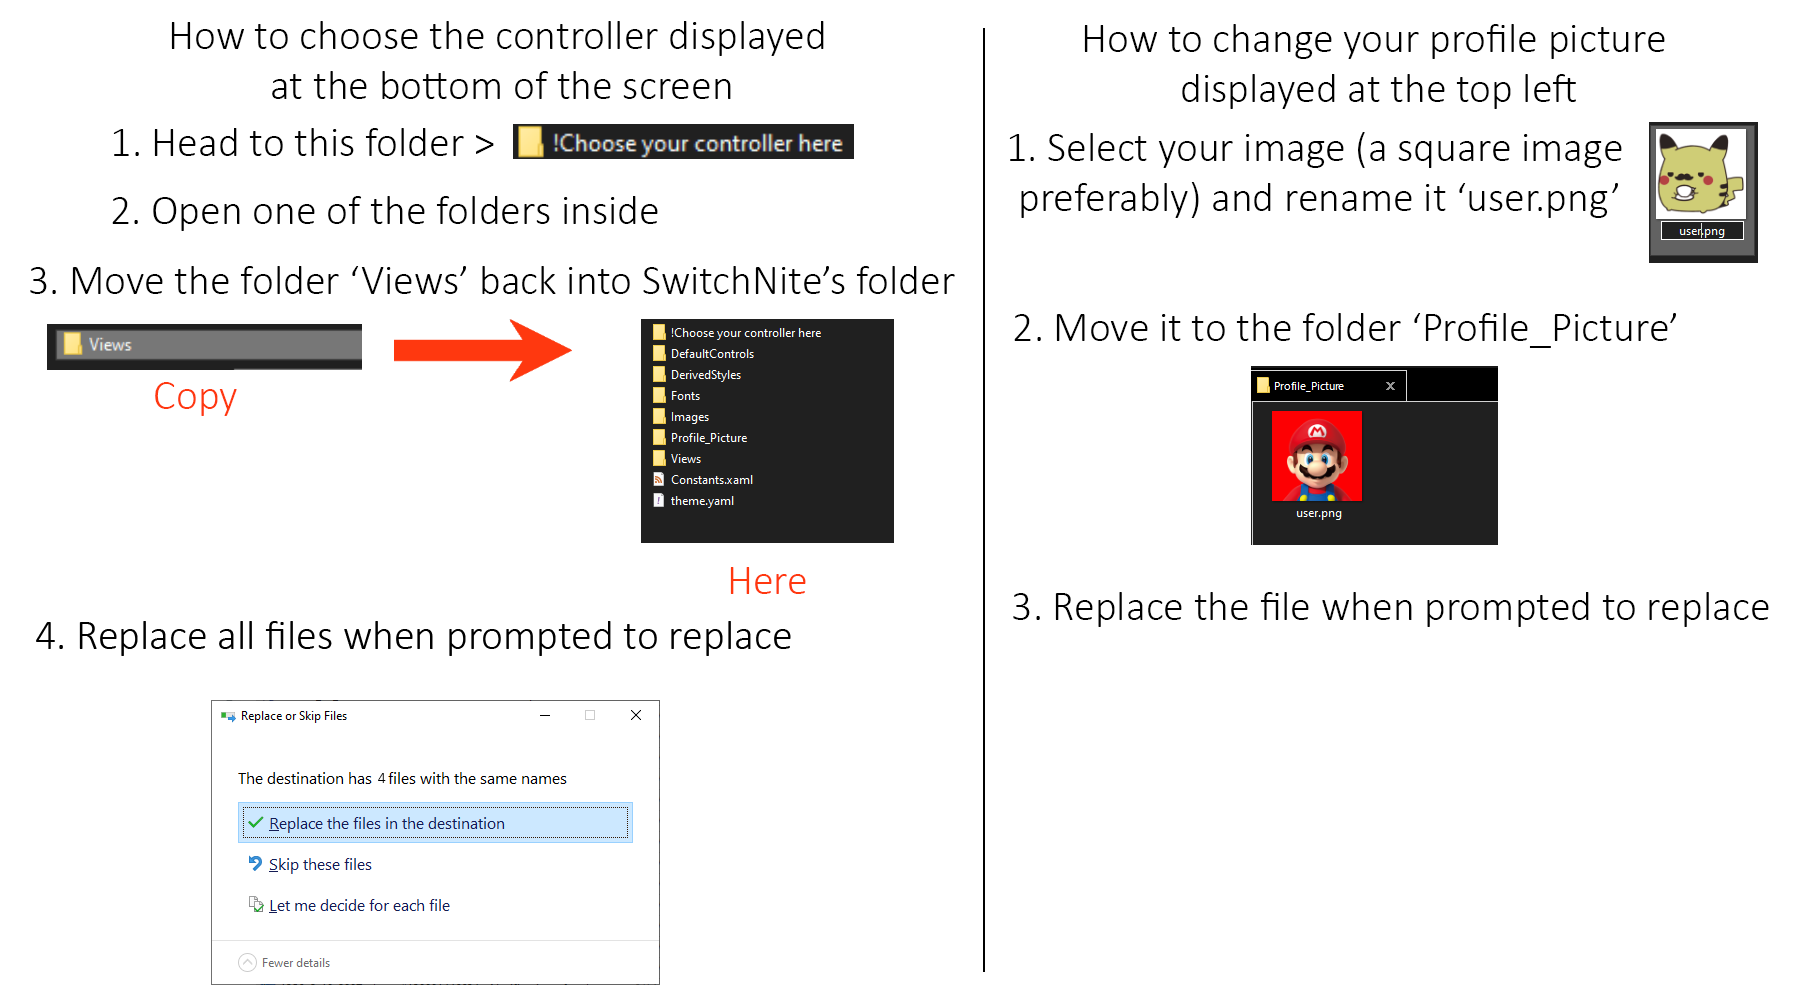 How to choose the controller displayed
at the bottom of the screen
1. Head to this folder > !Choose your controller here
2. Open one of the folders inside
3. Move the folder ‘Views’ back into SwitchNite’s folder
Views
Copy
!Choose your controller here
DefaultControls
DerivedStyles
Fonts
Images
Profile_Picture
Views
Constants.xaml
theme.yaml
Here
4. Replace all files when prompted to replace
Replace or Skip Files
The destination has 4 files with the same names
Replace the files in the destination
Skip these files
Let me decide for each file
Fewer details
How to change your profile picture
displayed at the top left
1. Select your image (a square image
preferably) and rename it ‘user.png’
user.png
2. Move it to the folder ‘Profile_Picture’
Profile_Picture
user.png
3. Replace the file when prompted to replace